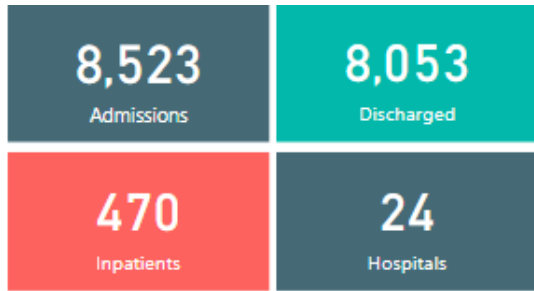 8,523
Admissions
8,053
Discharged
470
Inpatients
24
Hospitals